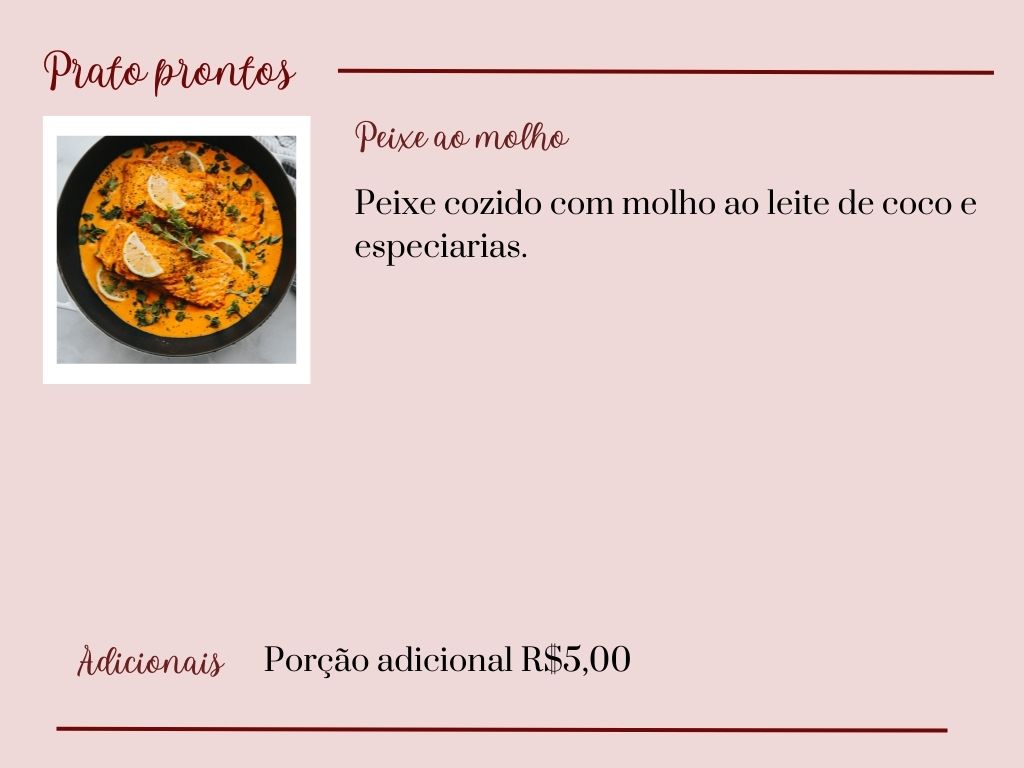 Prato prontos
Peixe ao molho
Peixe cozido com molho ao leite de coco e
especiarias.
Adicionais
Porção adicional R$5,00